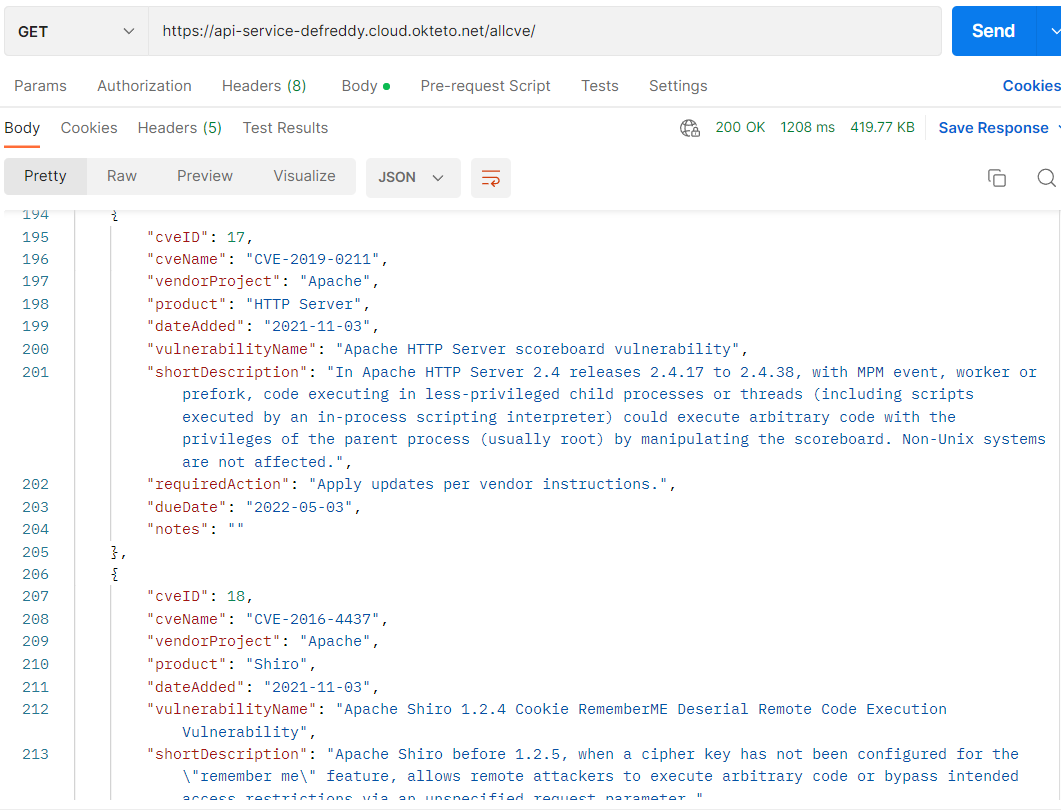 GET https://api-service-defreddy.cloud.okteto.net/allcve/ Send
Params Authorization Headers (8) Body Pre-request Script Tests Settings Cookies
Body Cookies Headers (5) Test Results 200 OK 1208 ms 419.77 KB Save Response
Pretty Raw Preview Visualize JSON
194 {
195 "cveID": 17,
196 "cveName": "CVE-2019-0211",
197 "vendorProject": "Apache",
198 "product": "HTTP Server",
199 "dateAdded": "2021-11-03",
200 "vulnerabilityName": "Apache HTTP Server scoreboard vulnerability",
201 "shortDescription": "In Apache HTTP Server 2.4 releases 2.4.17 to 2.4.38, with MPM event, worker or
prefork, code executing in less-privileged child processes or threads (including scripts
executed by an in-process scripting interpreter) could execute arbitrary code with the
privileges of the parent process (usually root) by manipulating the scoreboard. Non-Unix systems
are not affected.",
202 "requiredAction": "Apply updates per vendor instructions.",
203 "dueDate": "2022-05-03",
204 "notes": ""
205 },
206 {
207 "cveID": 18,
208 "cveName": "CVE-2016-4437",
209 "vendorProject": "Apache",
210 "product": "Shiro",
211 "dateAdded": "2021-11-03",
212 "vulnerabilityName": "Apache Shiro 1.2.4 Cookie RememberME Deserial Remote Code Execution
Vulnerability",
213 "shortDescription": "Apache Shiro before 1.2.5, when a cipher key has not been configured for the
\"remember me\" feature, allows remote attackers to execute arbitrary code or bypass intended
access restrictions via an unspecified request parameter."